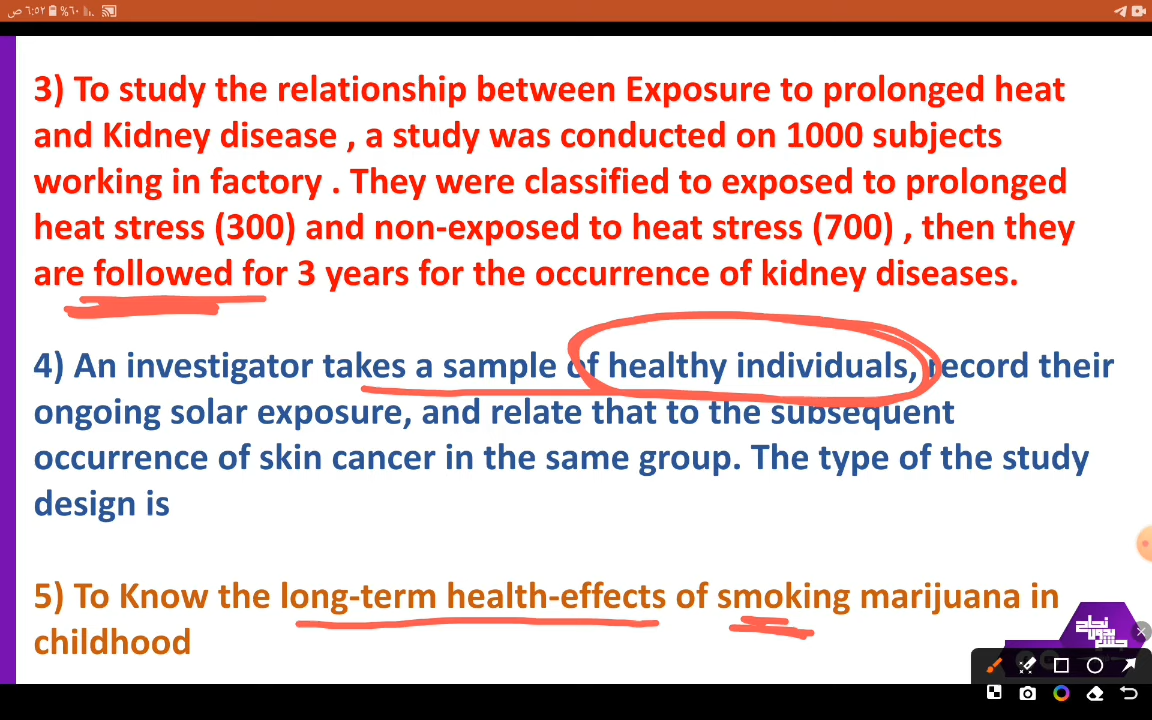 ص ٦:٥٢ %٦٠
3) To study the relationship between Exposure to prolonged heat
and Kidney disease , a study was conducted on 1000 subjects
working in factory . They were classified to exposed to prolonged
heat stress (300) and non-exposed to heat stress (700) , then they
are followed for 3 years for the occurrence of kidney diseases.
4) An investigator takes a sample of healthy individuals, record their
ongoing solar exposure, and relate that to the subsequent
occurrence of skin cancer in the same group. The type of the study
design is
5) To Know the long-term health-effects of smoking marijuana in
childhood